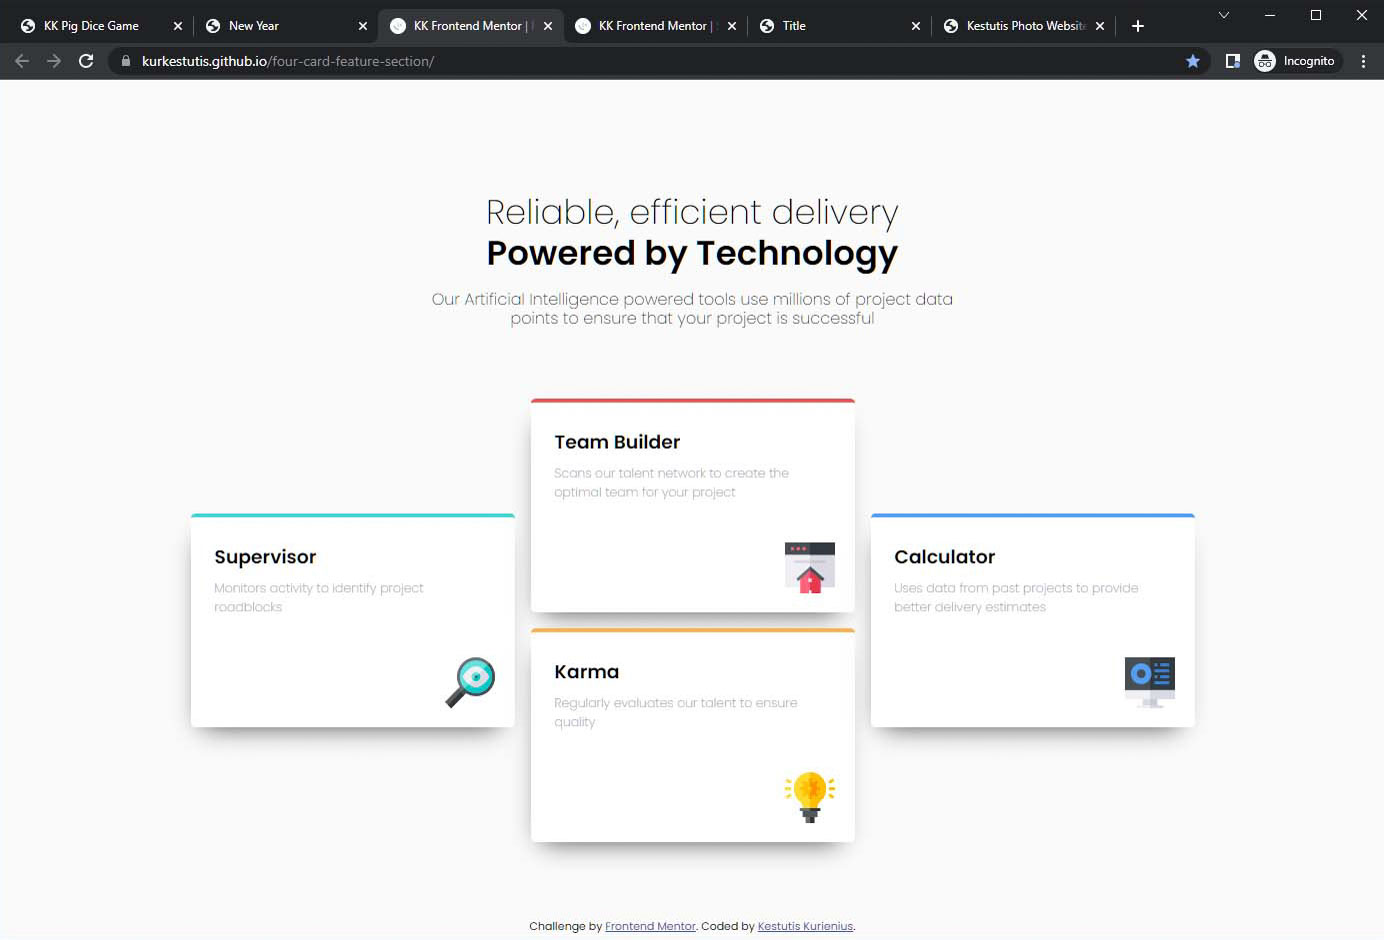 KK Pig Dice Game
New Year
KK Frontend Mentor |
KK Frontend Mentor |
Title
Kestutis Photo Website
kurkestutis.github.io/four-card-feature-section/
Incognito
Reliable, efficient delivery
Powered by Technology
Our Artificial Intelligence powered tools use millions of project data
points to ensure that your project is successful
Team Builder
Scans our talent network to create the
optimal team for your project
Supervisor
Monitors activity to identify project
roadblocks
Calculator
Uses data from past projects to provide
better delivery estimates
Karma
Regularly evaluates our talent to ensure
quality
Challenge by Frontend Mentor. Coded by Kestutis Kurienius.